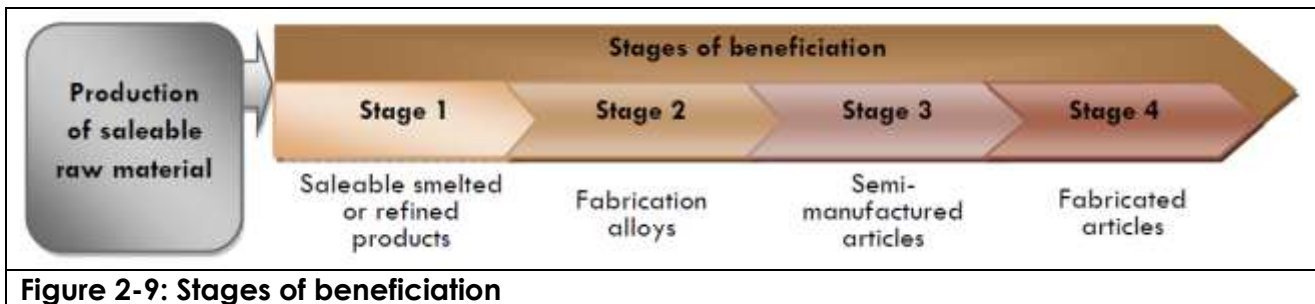 Stages of beneficiation
Production
of saleable
raw material
Stage 1
Stage 2
Stage 3
Stage 4
Saleable smelted
or refined
products
Fabrication
alloys
Semi-
manufactured
articles
Fabricated
articles
Figure 2-9: Stages of beneficiation